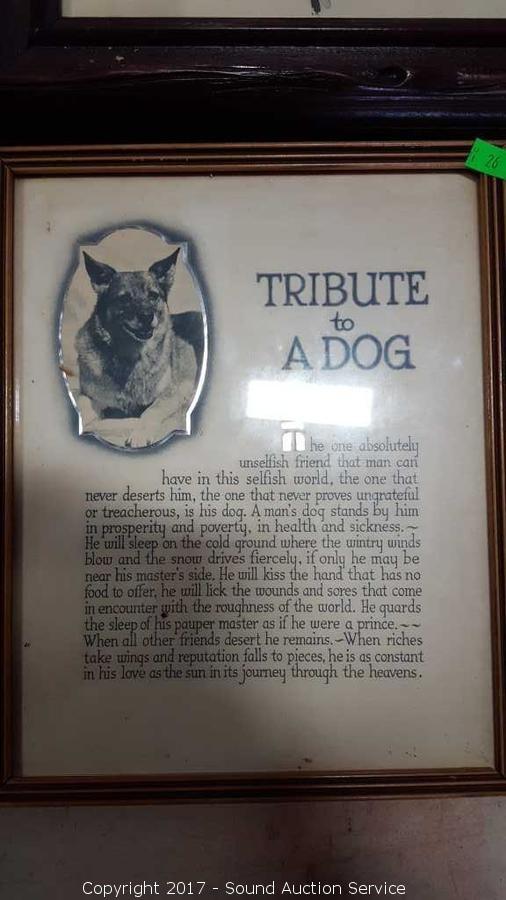 26
TRIBUTE
to
A DOG
The one absolutely
unselfish friend that man can
have in this selfish world, the one that
never deserts him, the one that never proves ungrateful
or treacherous, is his dog. A man's dog stands by him
in prosperity and poverty, in health and sickness.~
He will sleep on the cold ground where the wintry winds
blow and the snow drives fiercely, if only he may be
near his master's side. He will kiss the hand that has no
food to offer, he will lick the wounds and sores that come
in encounter with the roughness of the world. He guards
the sleep of his pauper master as if he were a prince.~~
When all other friends desert he remains.~When riches
take wings and reputation falls to pieces, he is as constant
in his love as the sun in its journey through the heavens.
Copyright 2017 - Sound Auction Service